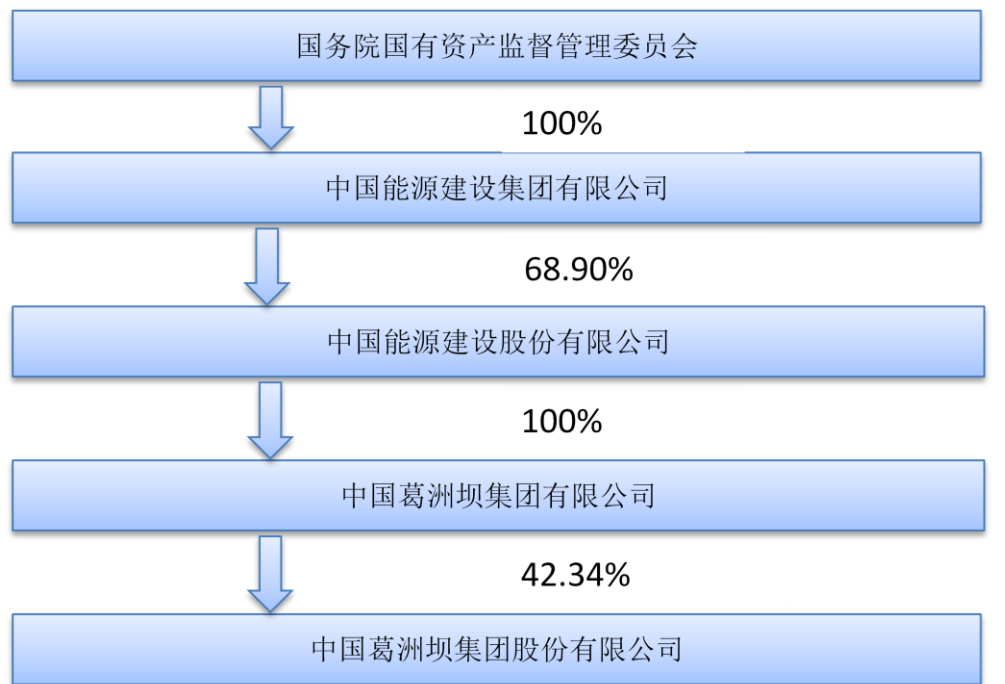 国务院国有资产监督管理委员会
100%
中国能源建设集团有限公司
68.90%
中国能源建设股份有限公司
100%
中国葛洲坝集团有限公司
42.34%
中国葛洲坝集团股份有限公司